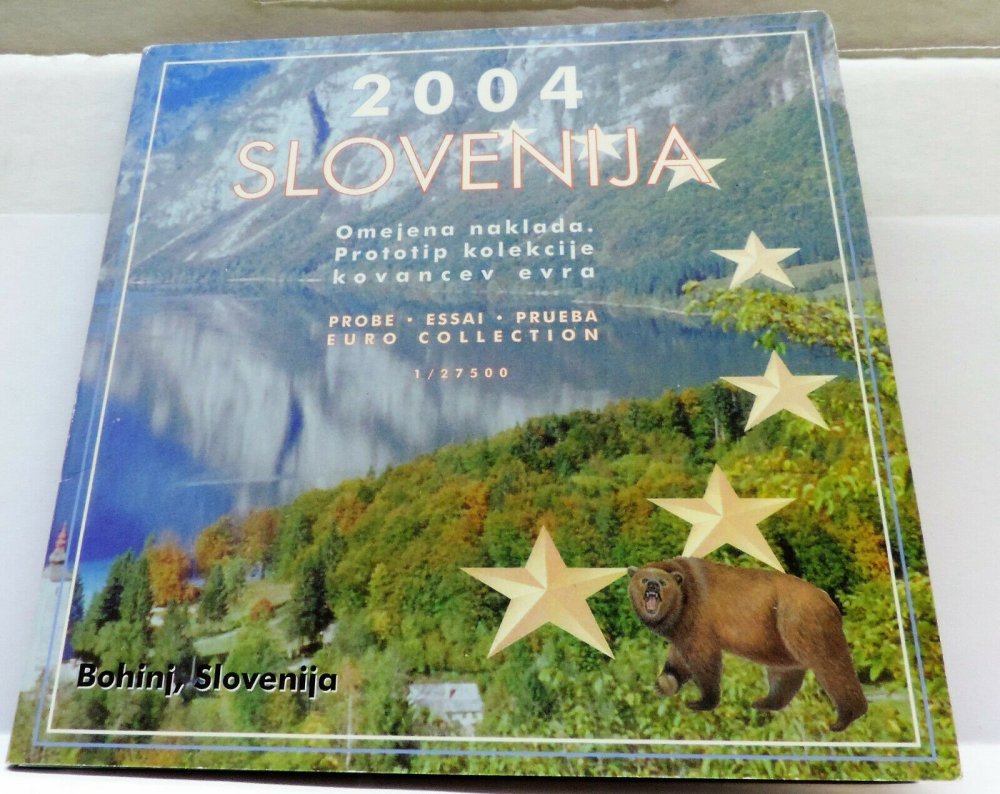 2004
SLOVENIJA
Omejena naklada.
Prototip kolekcije
kovancev evra
PROBE · ESSAI · PRUEBA
EURO COLLECTION
1/27500
Bohinj, Slovenija